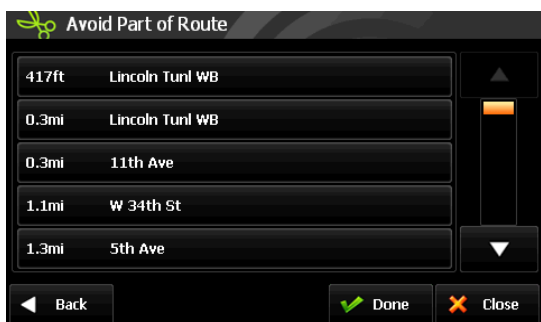 Avoid Part of Route
417ft Lincoln Tunl WB
0.3mi Lincoln Tunl WB
0.3mi 11th Ave
1.1mi W 34th St
1.3mi 5th Ave
Back Done Close